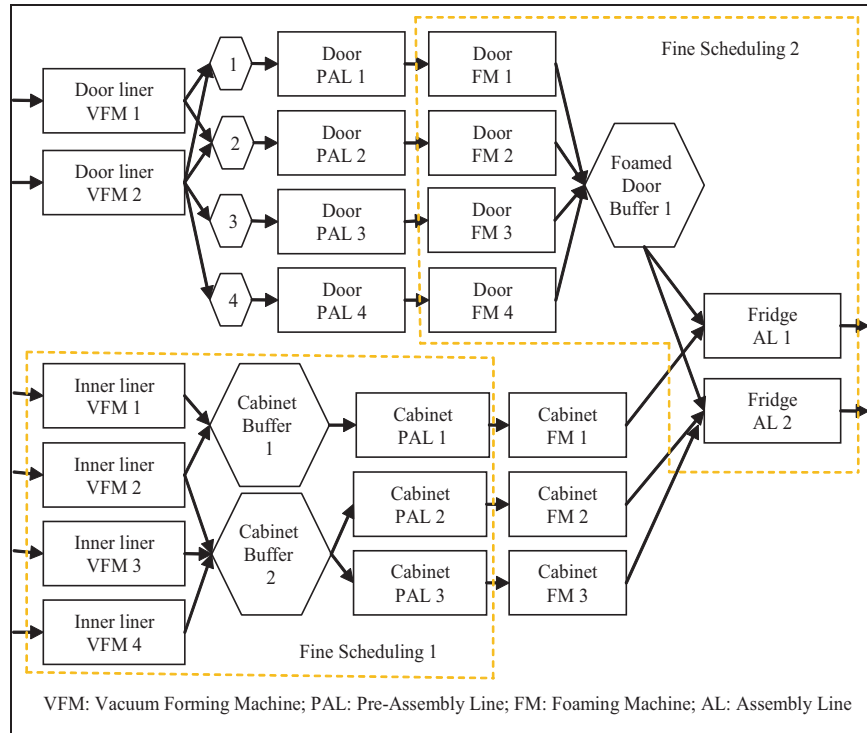 Fine Scheduling 2
Door liner
VFM 1
Door liner
VFM 2
1
2
3
4
Door
PAL 1
Door
PAL 2
Door
PAL 3
Door
PAL 4
Door
FM 1
Door
FM 2
Door
FM 3
Door
FM 4
Foamed
Door
Buffer 1
Fridge
AL 1
Fridge
AL 2
Inner liner
VFM 1
Inner liner
VFM 2
Inner liner
VFM 3
Inner liner
VFM 4
Cabinet
Buffer
1
Cabinet
Buffer
2
Cabinet
PAL 1
Cabinet
PAL 2
Cabinet
PAL 3
Cabinet
FM 1
Cabinet
FM 2
Cabinet
FM 3
Fine Scheduling 1
VFM: Vacuum Forming Machine; PAL: Pre-Assembly Line; FM: Foaming Machine; AL: Assembly Line